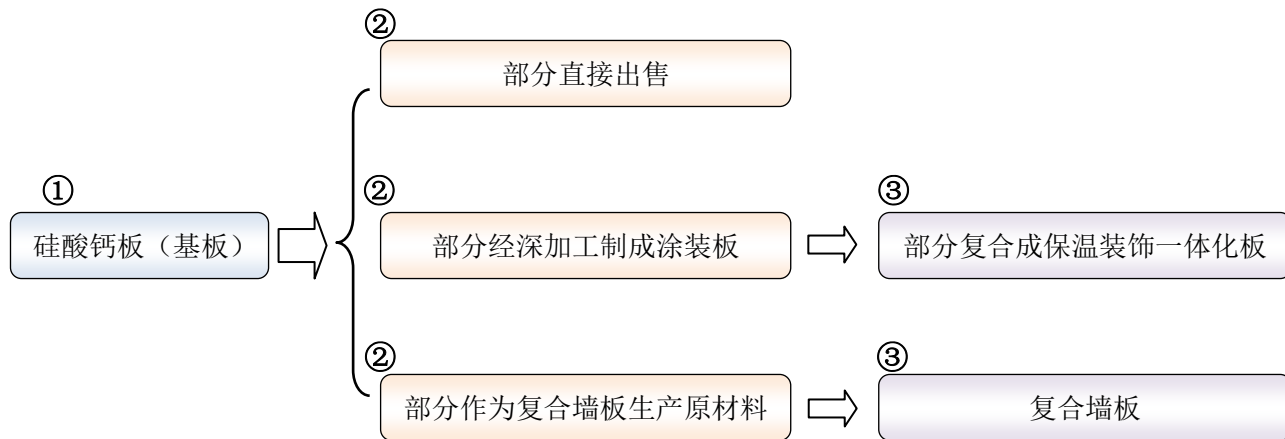 ②
部分直接出售
①
硅酸钙板（基板）
②
部分经深加工制成涂装板
③
部分复合成保温装饰一体化板
②
部分作为复合墙板生产原材料
③
复合墙板